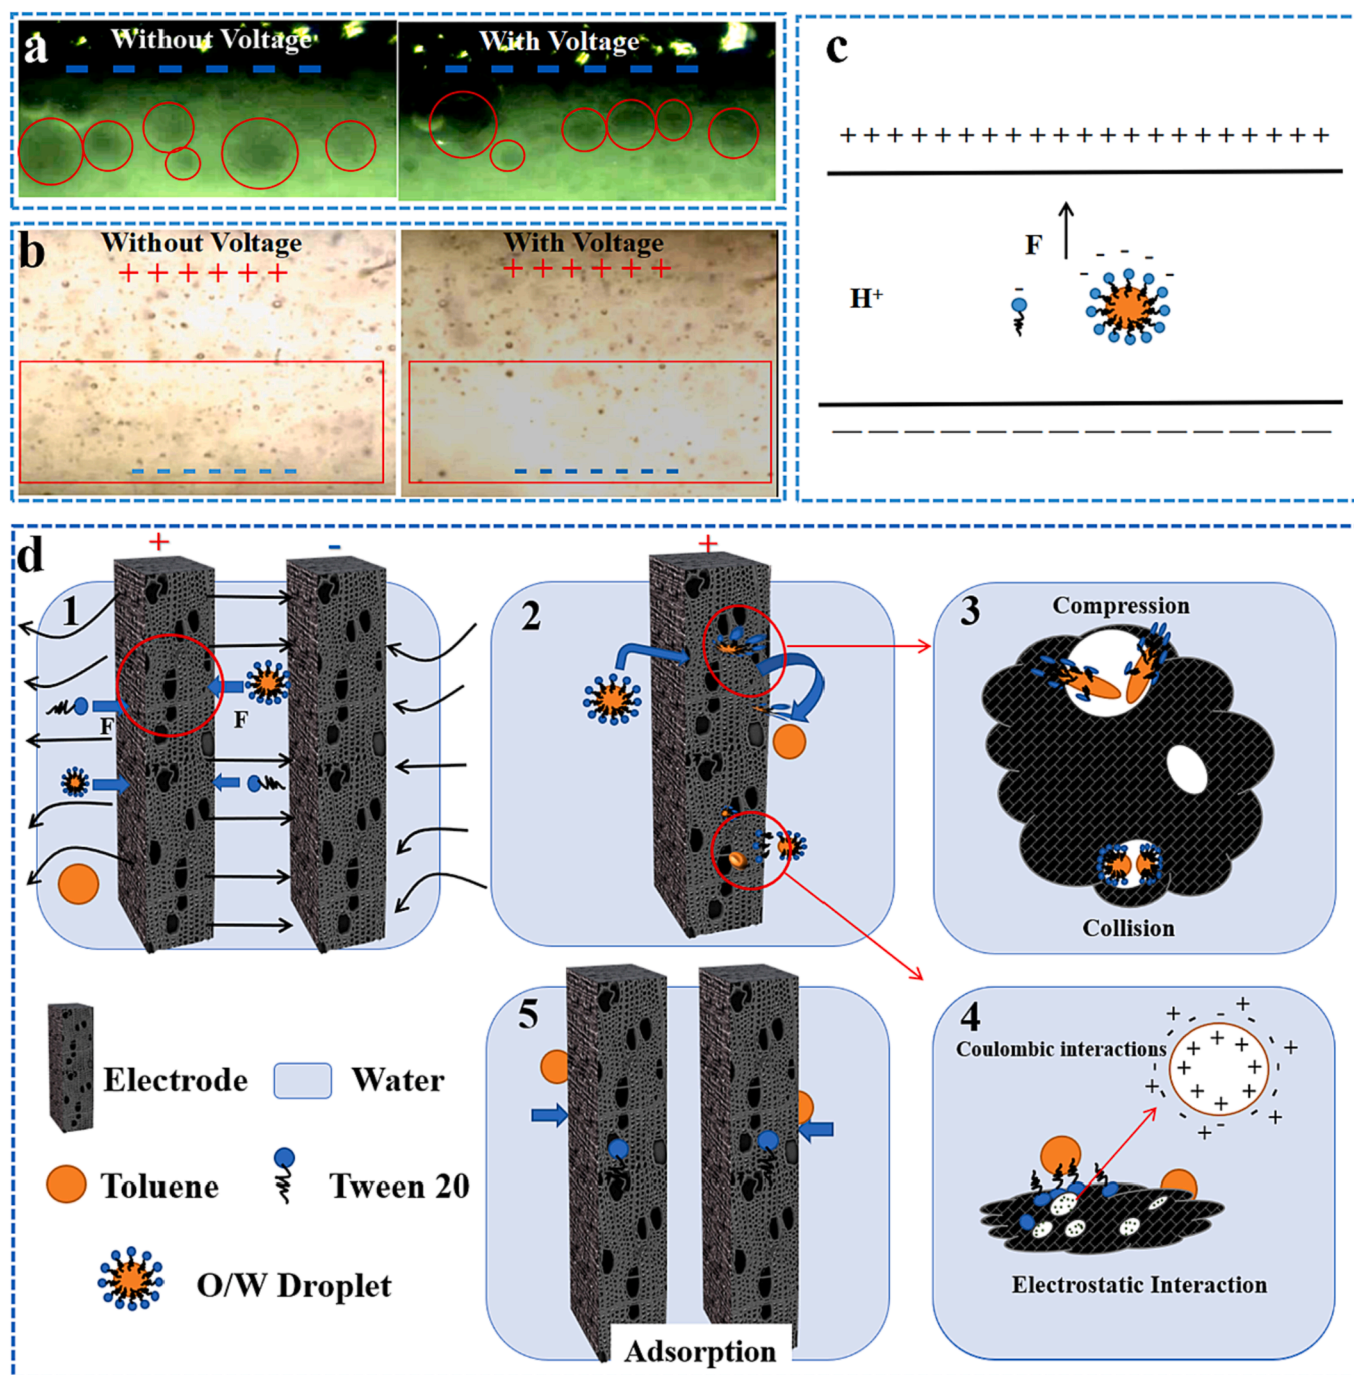 a
Without Voltage
With Voltage
b
Without Voltage
+ + + + + +
With Voltage
+ + + + + +
c
+ + + + + + + + + + + + + + + + + + + + +
F
H⁺
d
+
-
1
F
F
+
2
3
Compression
Collision
5
Adsorption
4
Coulombic interactions
Electrostatic Interaction
Electrode
Water
Toluene
Tween 20
O/W Droplet